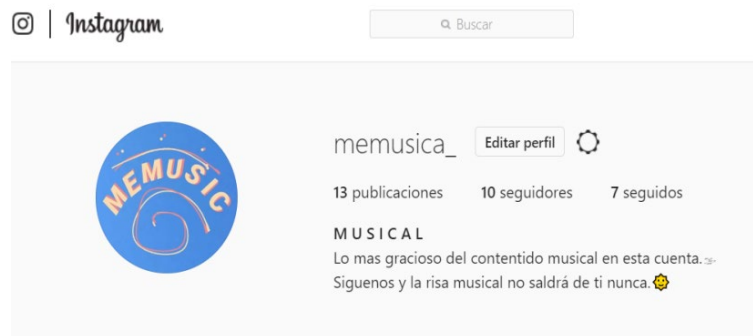 Instagram
Buscar
MEMUSIC
memusica_ Editar perfil
13 publicaciones 10 seguidores 7 seguidos
MUSICAL
Lo mas gracioso del contenido musical en esta cuenta.
Siguenos y la risa musical no saldrá de ti nunca.